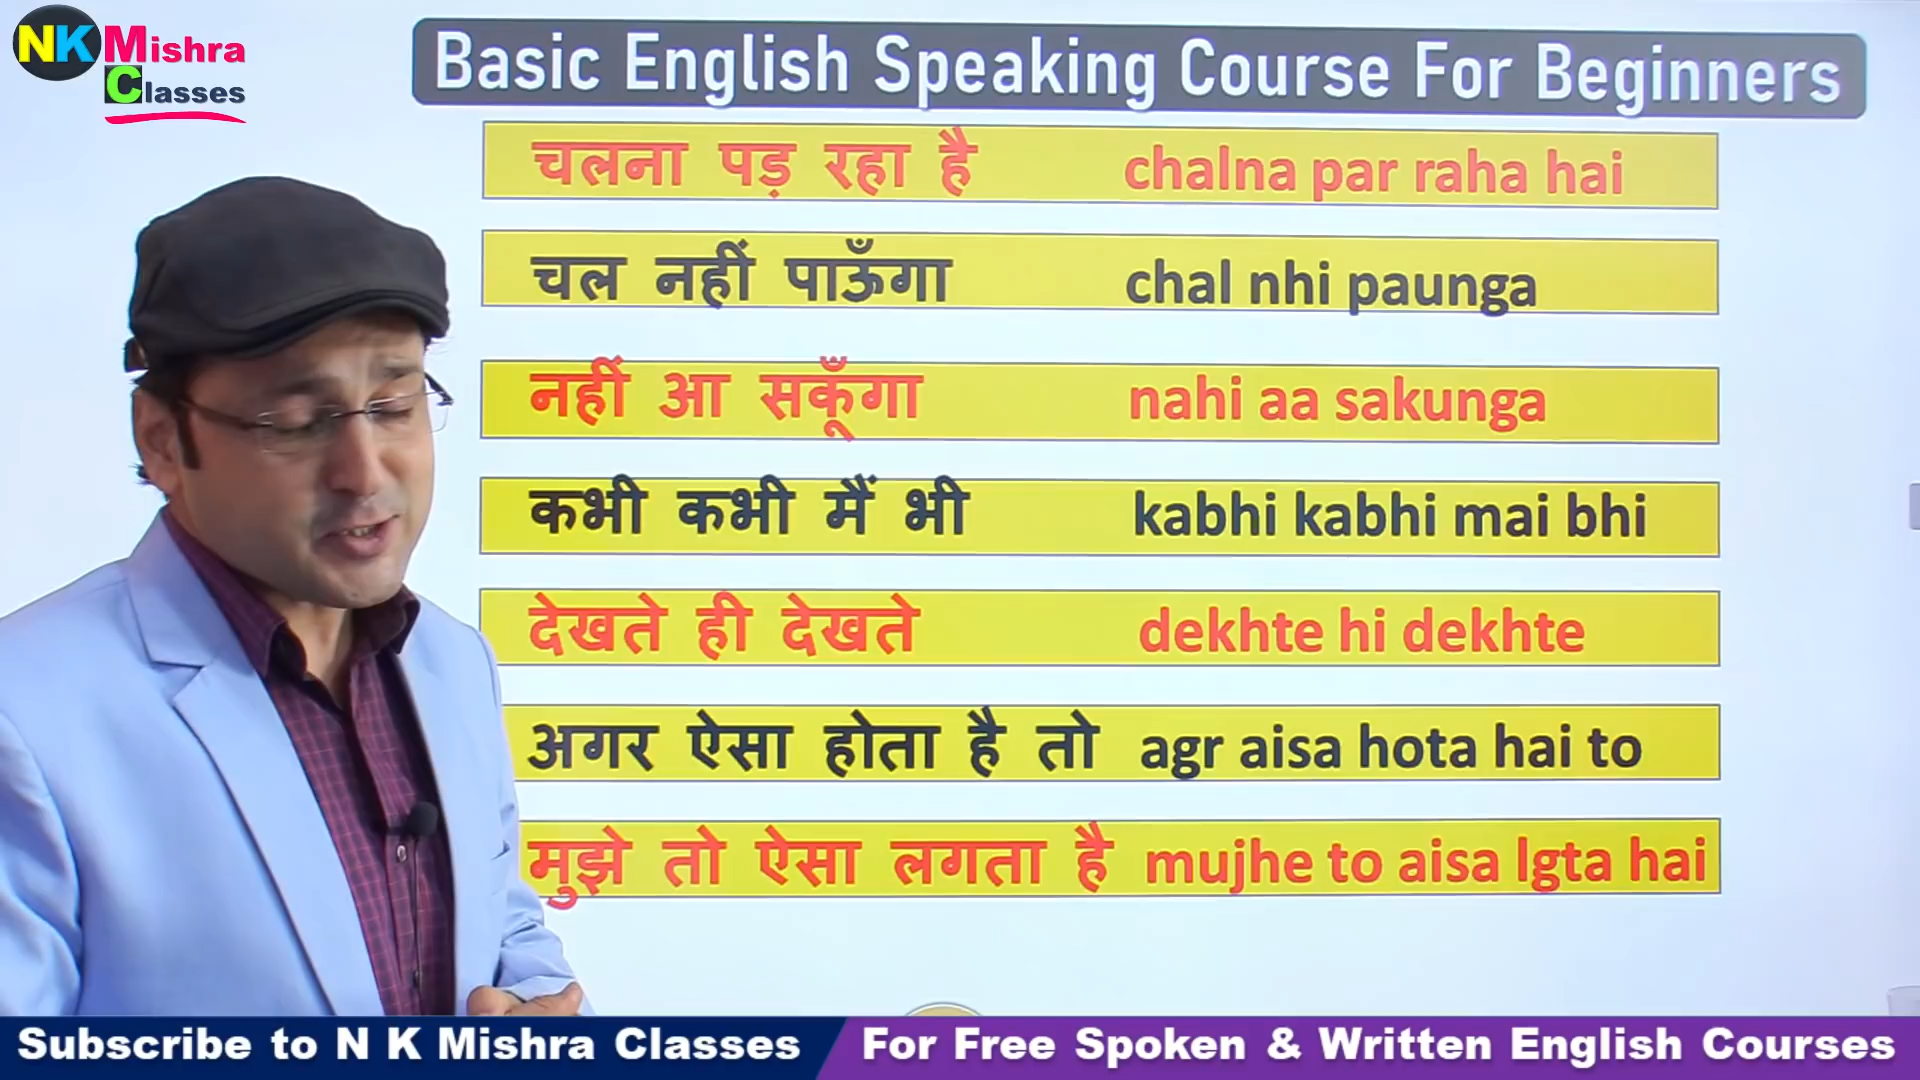 NK Mishra
Classes
Basic English Speaking Course For Beginners
चलना पड़ रहा है chalna par raha hai
चल नहीं पाऊँगा chal nhi paunga
नहीं आ सकूँगा nahi aa sakunga
कभी कभी मैं भी kabhi kabhi mai bhi
देखते ही देखते dekhte hi dekhte
अगर ऐसा होता है तो agr aisa hota hai to
मुझे तो ऐसा लगता है mujhe to aisa lgta hai
Subscribe to N K Mishra Classes For Free Spoken & Written English Courses